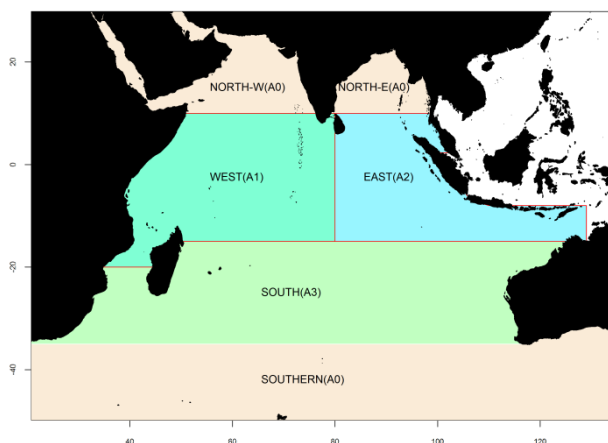 20
NORTH-W(A0) NORTH-E(A0)
0
WEST(A1) EAST(A2)
-20
SOUTH(A3)
-40
SOUTHERN(A0)
40 60 80 100 120